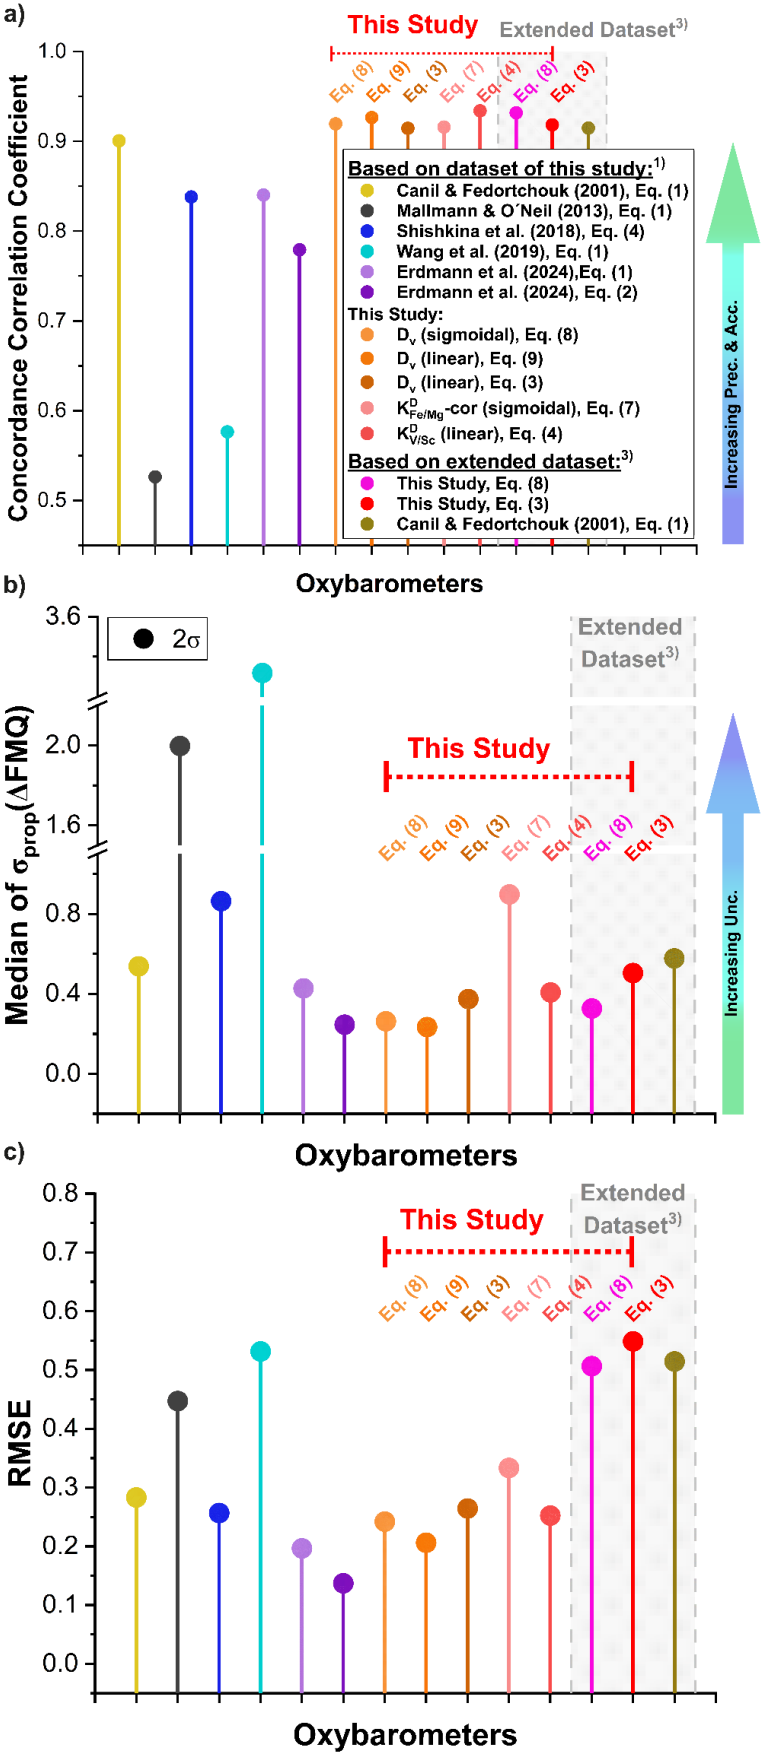 a)
This Study
Extended Dataset3)
Eq. (8)
Eq. (9)
Eq. (3)
Eq. (7)
Eq. (4)
Eq. (8)
Eq. (3)
Concordance Correlation Coefficient
1.0
0.9
0.8
0.7
0.6
0.5
Based on dataset of this study:1)
Canil & Fedortchouk (2001), Eq. (1)
Mallmann & O´Neil (2013), Eq. (1)
Shishkina et al. (2018), Eq. (4)
Wang et al. (2019), Eq. (1)
Erdmann et al. (2024),Eq. (1)
Erdmann et al. (2024), Eq. (2)
This Study:
Dv (sigmoidal), Eq. (8)
Dv (linear), Eq. (9)
Dv (linear), Eq. (3)
KDFe/Mg-cor (sigmoidal), Eq. (7)
KDV/Sc (linear), Eq. (4)
Based on extended dataset:3)
This Study, Eq. (8)
This Study, Eq. (3)
Canil & Fedortchouk (2001), Eq. (1)
Increasing Prec. & Acc.
Oxybarometers
b)
2σ
Extended
Dataset3)
This Study
Eq. (8)
Eq. (9)
Eq. (3)
Eq. (7)
Eq. (4)
Eq. (8)
Eq. (3)
Median of σprop(ΔFMQ)
3.6
2.0
1.6
0.8
0.4
0.0
Increasing Unc.
Oxybarometers
c)
Extended
Dataset3)
This Study
Eq. (8)
Eq. (9)
Eq. (3)
Eq. (7)
Eq. (4)
Eq. (8)
Eq. (3)
RMSE
0.8
0.7
0.6
0.5
0.4
0.3
0.2
0.1
0.0
Oxybarometers